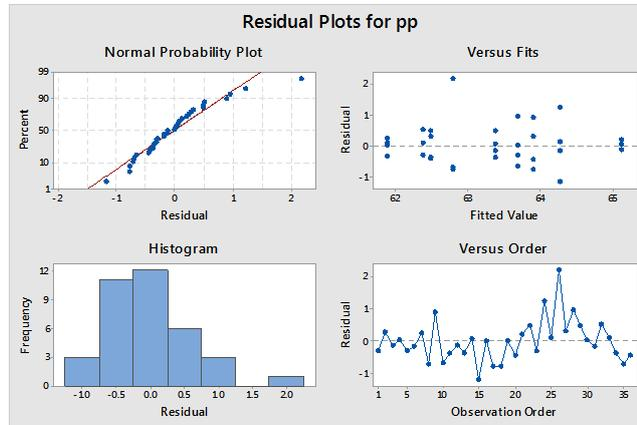 Residual Plots for pp
Normal Probability Plot
Percent
99
90
50
10
1
-2 -1 0 1 2
Residual
Versus Fits
Residual
2
1
0
-1
62 63 64 65
Fitted Value
Histogram
Frequency
12
9
6
3
0
-1.0 -0.5 0.0 0.5 1.0 1.5 2.0
Residual
Versus Order
Residual
2
1
0
-1
1 5 10 15 20 25 30 35
Observation Order